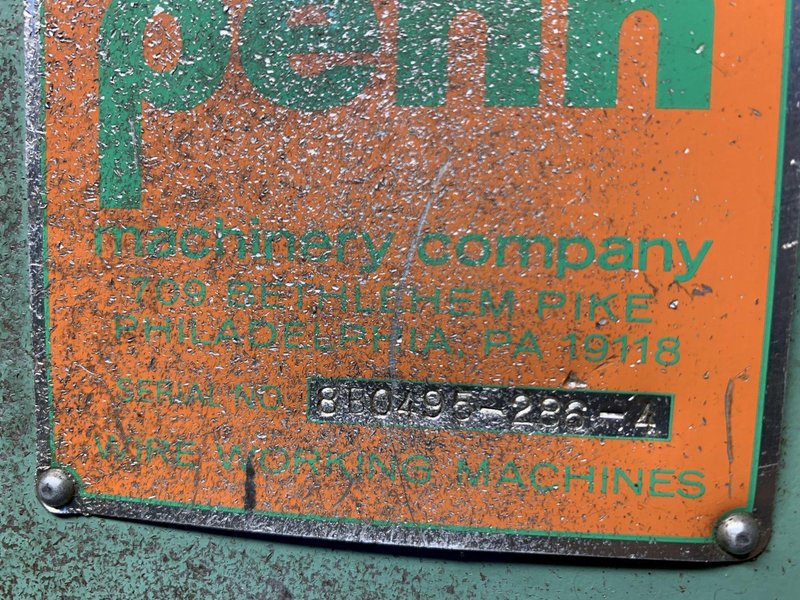 penn
machinery company
709 BETHLEHEM PIKE
PHILADELPHIA, PA 19118
SERIAL NO. 8B0495-286-4
WIRE WORKING MACHINES